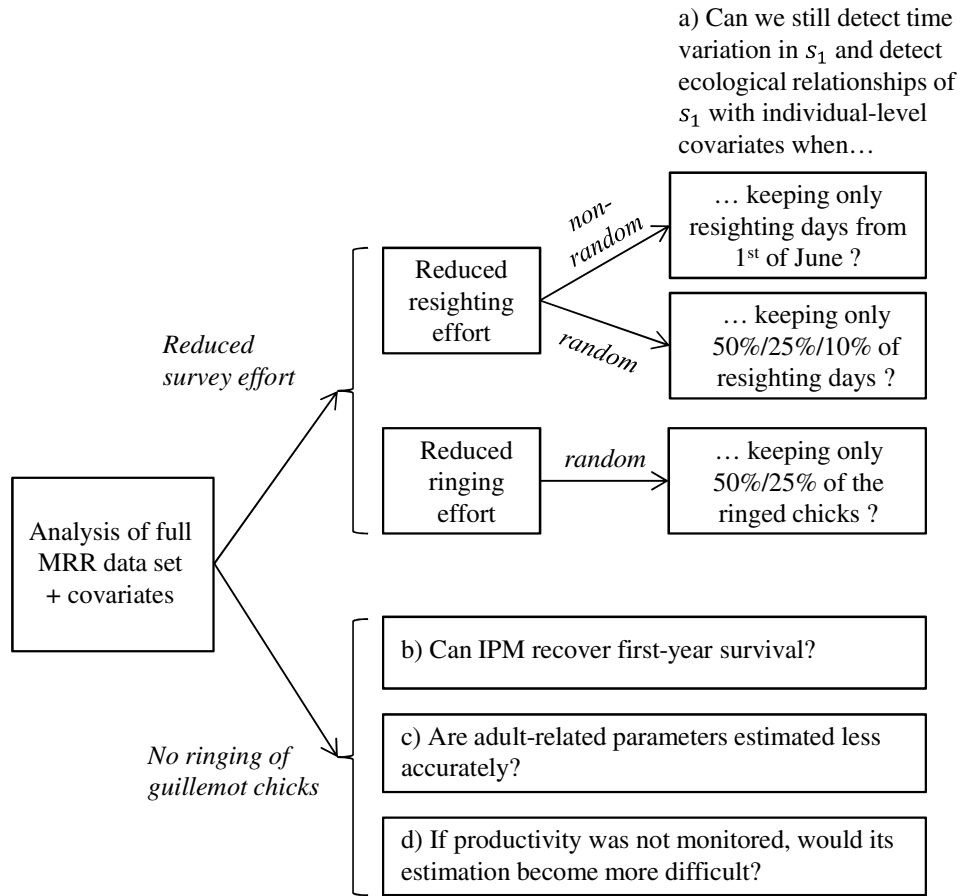 a) Can we still detect time
variation in s₁ and detect
ecological relationships of
s₁ with individual-level
covariates when…
non-
random
… keeping only
resighting days from
1st of June ?
Reduced
resighting
effort
random
… keeping only
50%/25%/10% of
resighting days ?
Reduced
survey effort
Reduced
ringing
effort
random
… keeping only
50%/25% of the
ringed chicks ?
Analysis of full
MRR data set
+ covariates
b) Can IPM recover first-year survival?
c) Are adult-related parameters estimated less
accurately?
No ringing of
guillemot chicks
d) If productivity was not monitored, would its
estimation become more difficult?